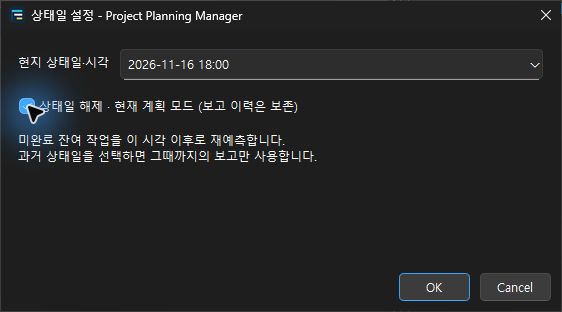 상태일 설정 - Project Planning Manager
현지 상태일·시각
2026-11-16 18:00
상태일 해제 · 현재 계획 모드 (보고 이력은 보존)
미완료 잔여 작업을 이 시각 이후로 재예측합니다.
과거 상태일을 선택하면 그때까지의 보고만 사용합니다.
OK
Cancel